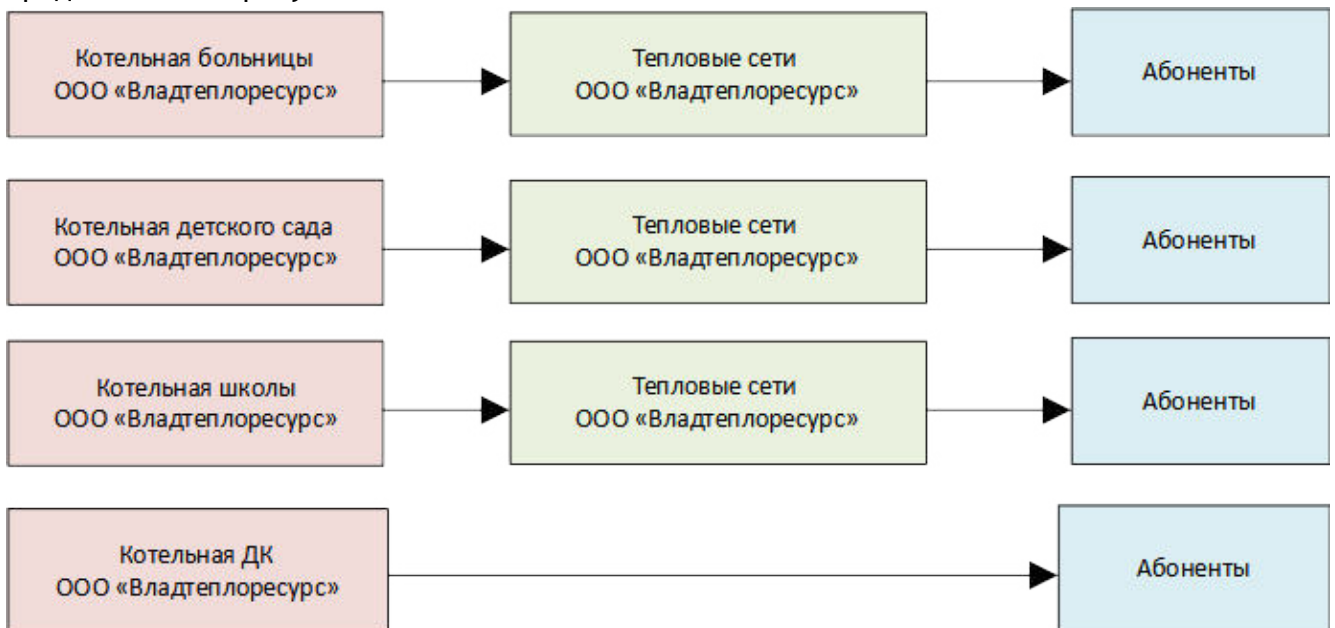 Котельная больницы
ООО «Владтеплоресурс»
Тепловые сети
ООО «Владтеплоресурс»
Абоненты
Котельная детского сада
ООО «Владтеплоресурс»
Тепловые сети
ООО «Владтеплоресурс»
Абоненты
Котельная школы
ООО «Владтеплоресурс»
Тепловые сети
ООО «Владтеплоресурс»
Абоненты
Котельная ДК
ООО «Владтеплоресурс»
Абоненты